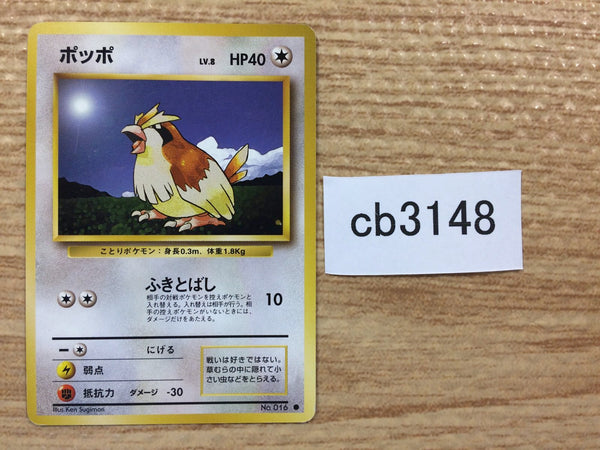 ポッポ LV.8 HP40
ことりポケモン：身長0.3m、体重1.8Kg
ふきとばし
相手の対戦ポケモンを控えポケモンと
入れ替える。入れ替えは相手が行う。相
手の控えポケモンがいないときには、
ダメージだけをあたえる。
10
にげる
弱点
抵抗力 ダメージ -30
戦いは好きではない。
草むらの中に隠れて小
さい虫などをとらえる。
Illus.Ken Sugimori
No.016 ●
cb3148